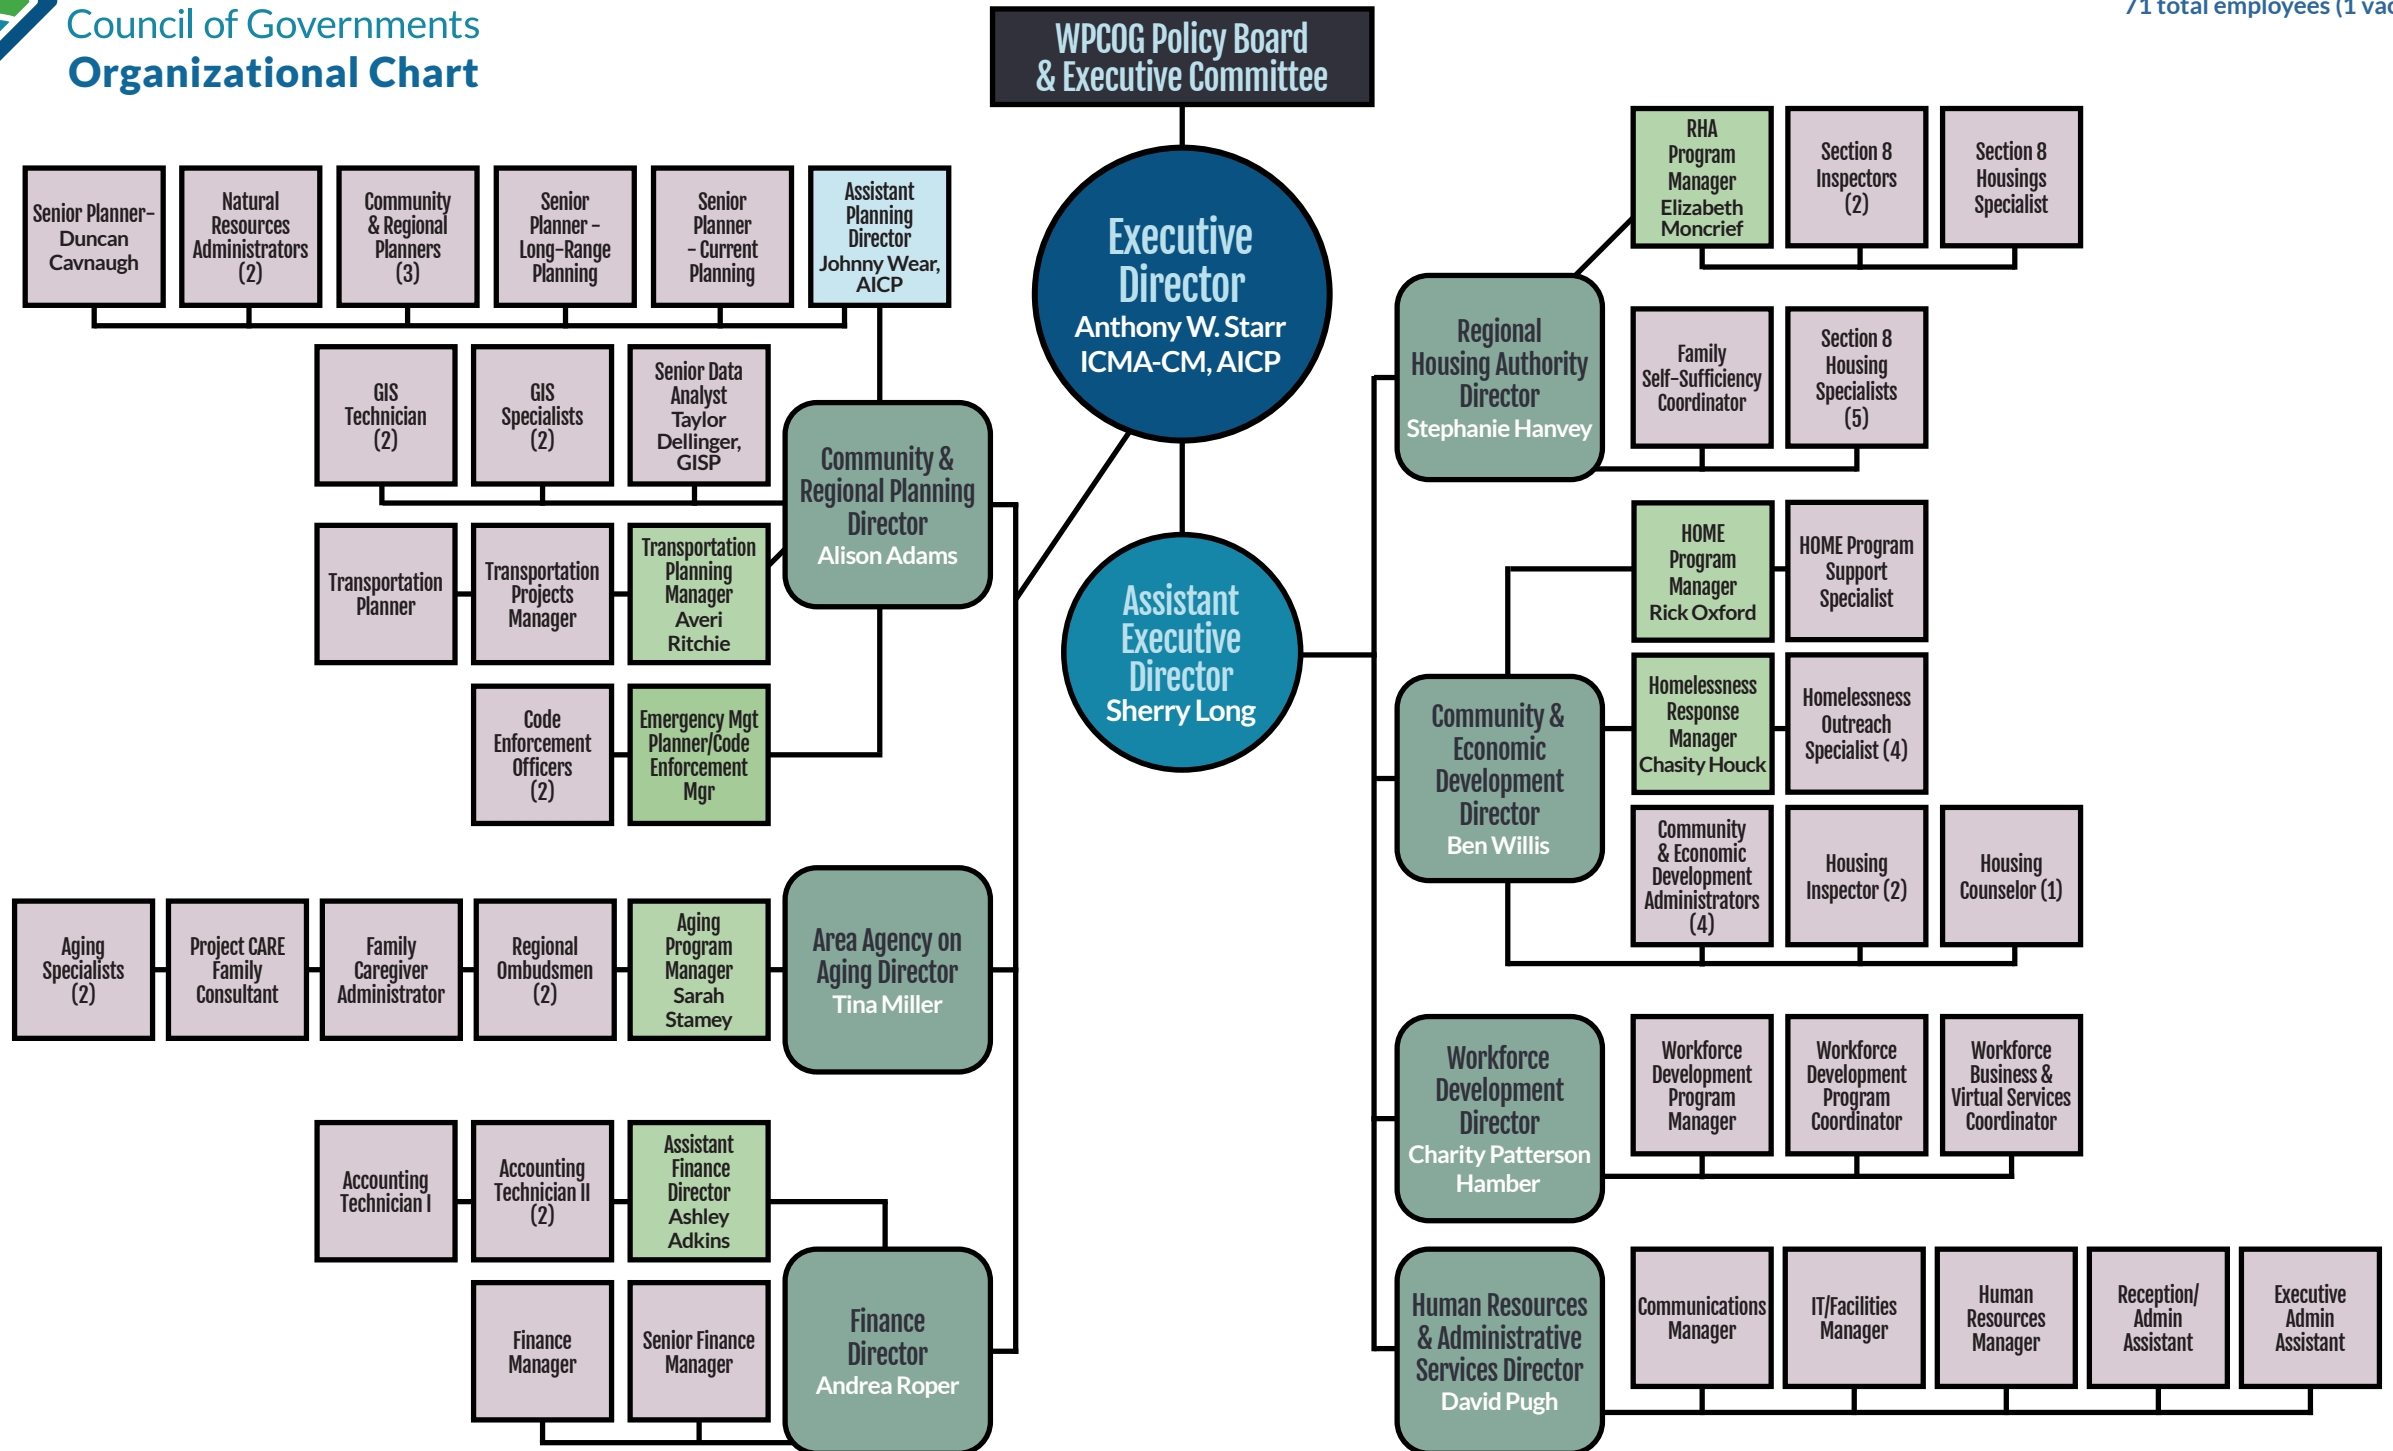 Council of Governments
Organizational Chart
71 total employees (1
WPCOG Policy Board
& Executive Committee
Executive
Director
Anthony W. Starr
ICMA-CM, AICP
Assistant
Executive
Director
Sherry Long
Senior Planner-
Duncan
Cavnaugh
Natural
Resources
Administrators
(2)
Community
& Regional
Planners
(3)
Senior
Planner -
Long-Range
Planning
Senior
Planner
- Current
Planning
Assistant
Planning
Director
Johnny Wear,
AICP
GIS
Technician
(2)
GIS
Specialists
(2)
Senior Data
Analyst
Taylor
Dellinger,
GISP
Community &
Regional Planning
Director
Alison Adams
Transportation
Planner
Transportation
Projects
Manager
Transportation
Planning
Manager
Averi
Ritchie
Code
Enforcement
Officers
(2)
Emergency Mgt
Planner/Code
Enforcement
Mgr
Aging
Specialists
(2)
Project CARE
Family
Consultant
Family
Caregiver
Administrator
Regional
Ombudsmen
(2)
Aging
Program
Manager
Sarah
Stamey
Area Agency on
Aging Director
Tina Miller
Accounting
Technician I
Accounting
Technician II
(2)
Assistant
Finance
Director
Ashley
Adkins
Finance
Manager
Senior Finance
Manager
Finance
Director
Andrea Roper
RHA
Program
Manager
Elizabeth
Moncrief
Section 8
Inspectors
(2)
Section 8
Housings
Specialist
Regional
Housing Authority
Director
Stephanie Hanvey
Family
Self-Sufficiency
Coordinator
Section 8
Housing
Specialists
(5)
HOME
Program
Manager
Rick Oxford
HOME Program
Support
Specialist
Homelessness
Response
Manager
Chasity Houck
Homelessness
Outreach
Specialist (4)
Community &
Economic
Development
Director
Ben Willis
Community
& Economic
Development
Administrators
(4)
Housing
Inspector (2)
Housing
Counselor (1)
Workforce
Development
Director
Charity Patterson
Hamber
Workforce
Development
Program
Manager
Workforce
Development
Program
Coordinator
Workforce
Business &
Virtual Services
Coordinator
Human Resources
& Administrative
Services Director
David Pugh
Communications
Manager
IT/Facilities
Manager
Human
Resources
Manager
Reception/
Admin
Assistant
Executive
Admin
Assistant